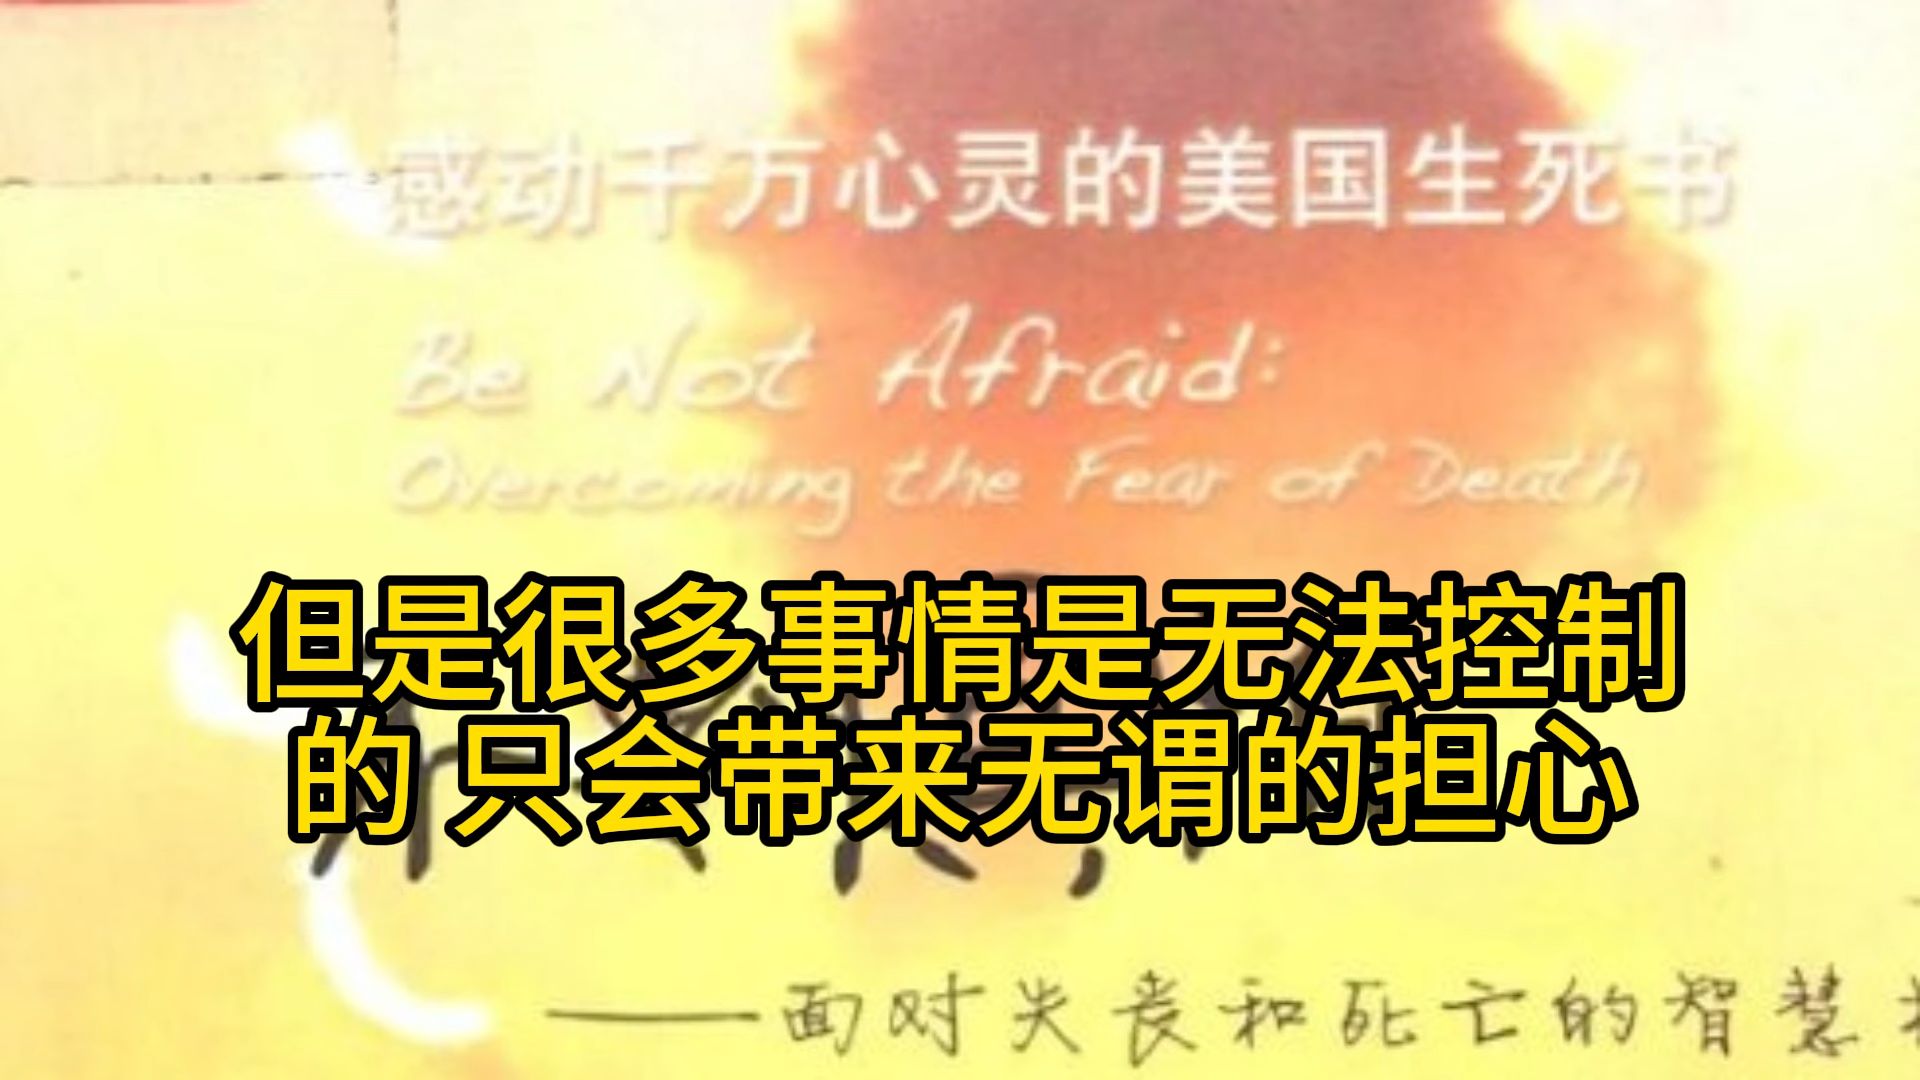 感动千万心灵的美国生死书
Be Not Afraid:
Overcoming the Fear of Death
但是很多事情是无法控制
的 只会带来无谓的担心
——面对失丧和死亡的智慧